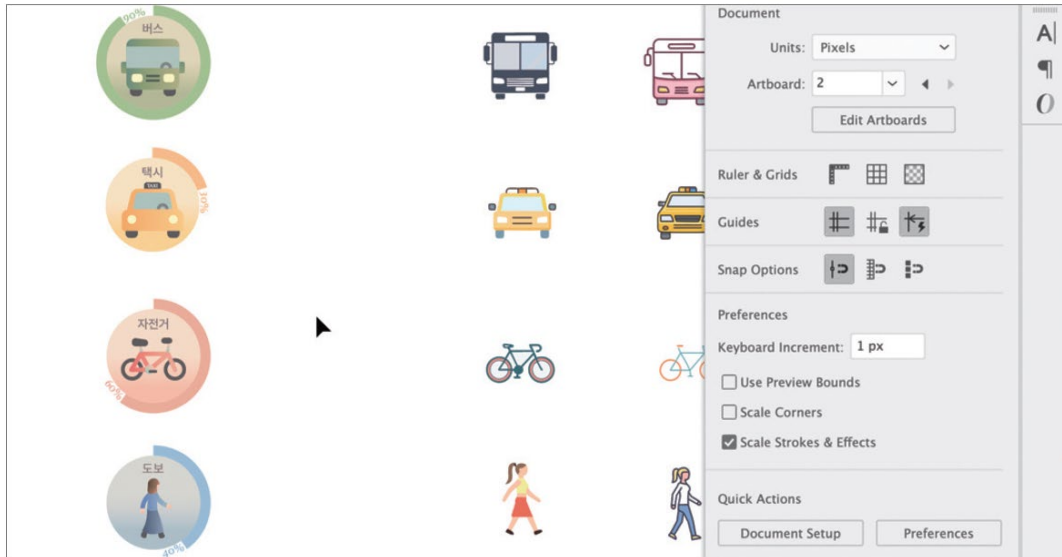 90%
버스
택시
TAXI
30%
자전거
60%
도보
40%
Document
Units: Pixels
Artboard: 2
Edit Artboards
Ruler & Grids
Guides
Snap Options
Preferences
Keyboard Increment: 1 px
Use Preview Bounds
Scale Corners
Scale Strokes & Effects
Quick Actions
Document Setup Preferences
A
¶
O